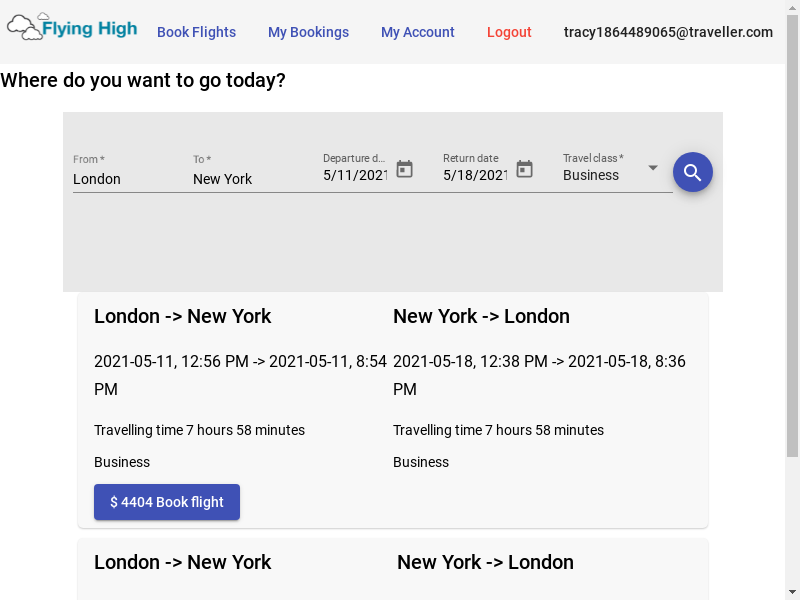 Flying High Book Flights My Bookings My Account Logout tracy1864489065@traveller.com
Where do you want to go today?
From * To * Departure d... Return date Travel class *
London New York 5/11/2021 5/18/2021 Business
London -> New York New York -> London
2021-05-11, 12:56 PM -> 2021-05-11, 8:54 2021-05-18, 12:38 PM -> 2021-05-18, 8:36
PM PM
Travelling time 7 hours 58 minutes Travelling time 7 hours 58 minutes
Business Business
$ 4404 Book flight
London -> New York New York -> London